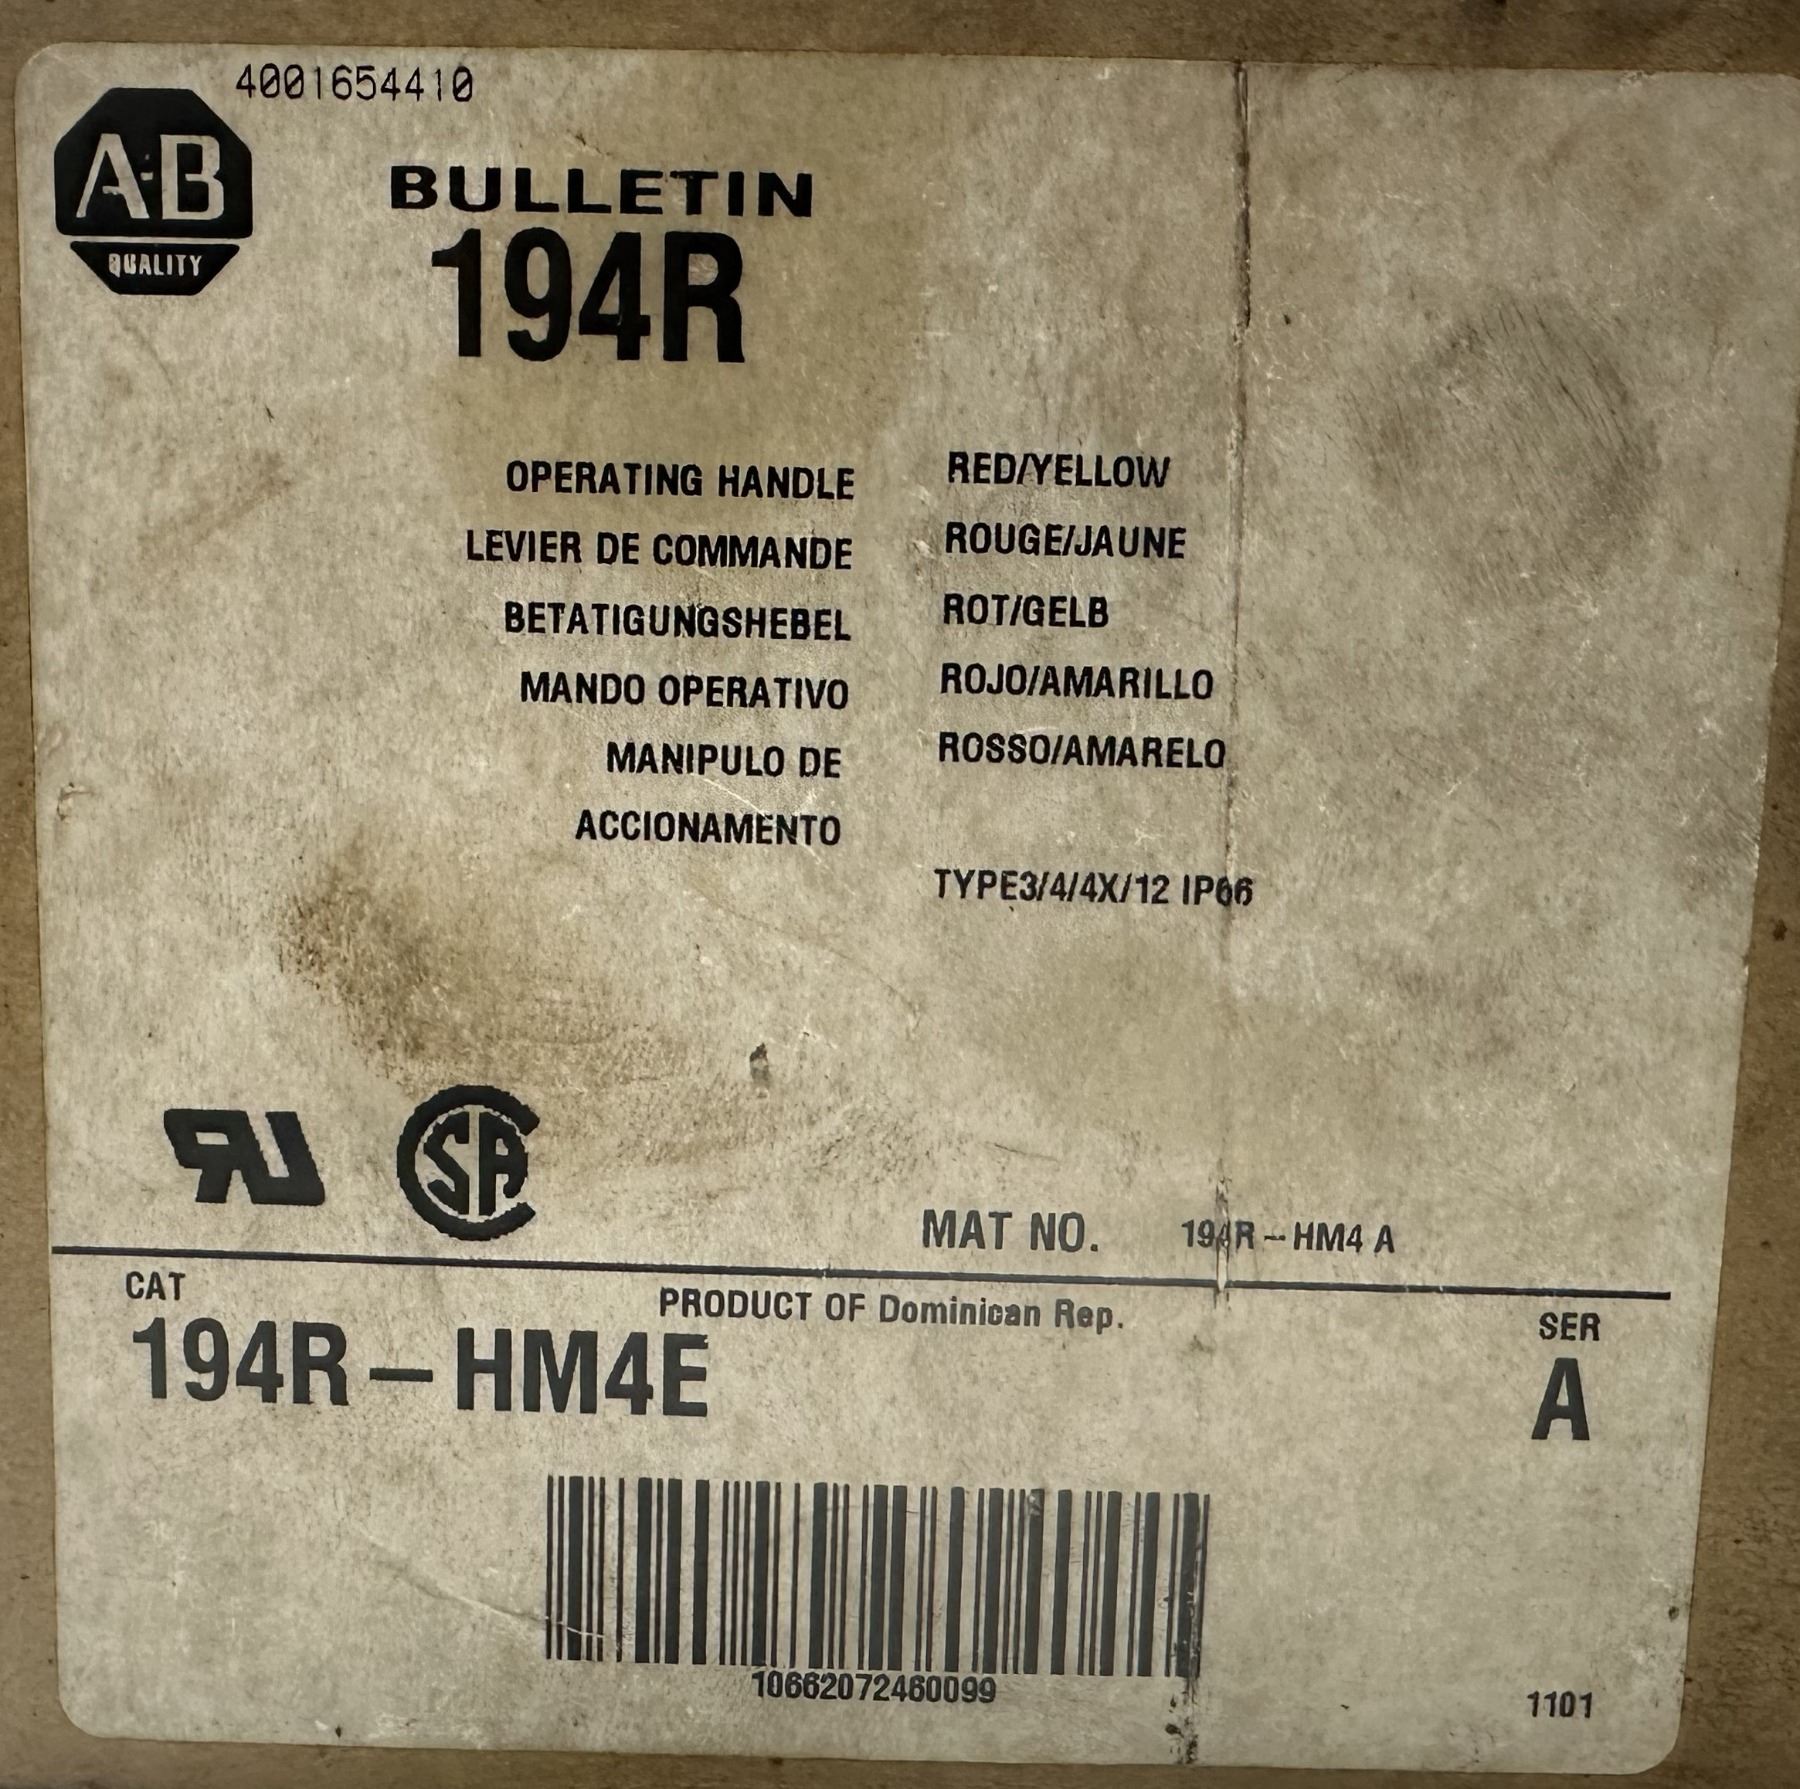 4001654410
A-B
QUALITY
BULLETIN
194R
OPERATING HANDLE RED/YELLOW
LEVIER DE COMMANDE ROUGE/JAUNE
BETATIGUNGSHEBEL ROT/GELB
MANDO OPERATIVO ROJO/AMARILLO
MANIPULO DE ROSSO/AMARELO
ACCIONAMENTO
TYPE3/4/4X/12 IP66
RU CSA
MAT NO. 194R-HM4 A
CAT PRODUCT OF Dominican Rep. SER
194R-HM4E A
10662072460099
1101